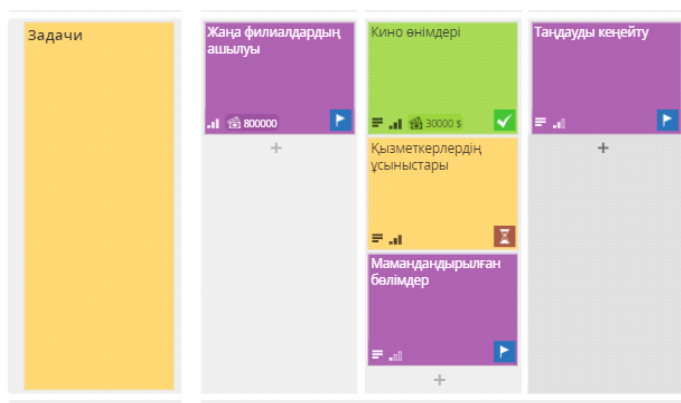 Задачи
Жаңа филиалдардың
ашылуы
800000
Кино өнімдері
30000 $
Қызметкерлердің
ұсыныстары
Мамандандырылған
бөлімдер
Таңдауды кеңейту